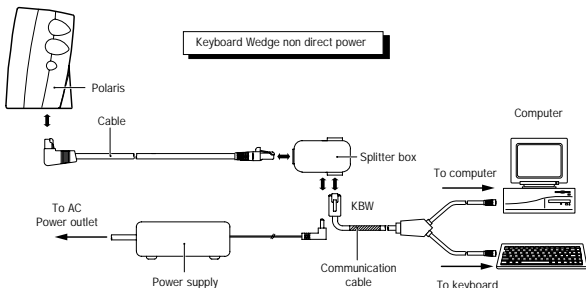 Keyboard Wedge non direct power
Polaris
Computer
Cable
Splitter box
To computer
KBW
To AC
Power outlet
Power supply
Communication
cable
To keyboard